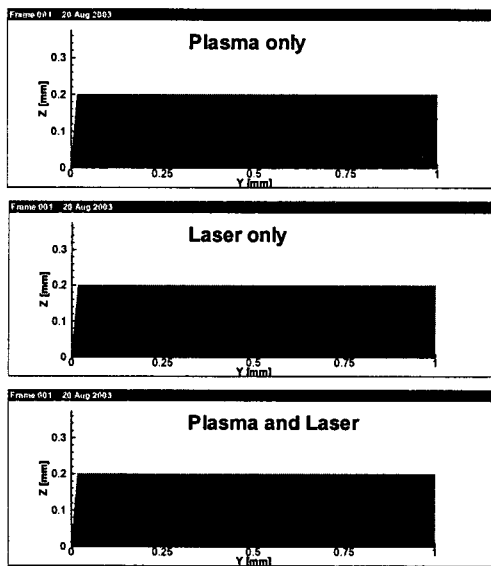 Frame 001 20 Aug 2003
Plasma only
Z [mm]
0.3
0.2
0.1
0
0 0.25 0.5 0.75 1
Y [mm]
Frame 001 20 Aug 2003
Laser only
Z [mm]
0.3
0.2
0.1
0
0 0.25 0.5 0.75 1
Y [mm]
Frame 001 20 Aug 2003
Plasma and Laser
Z [mm]
0.3
0.2
0.1
0
0 0.25 0.5 0.75 1
Y [mm]